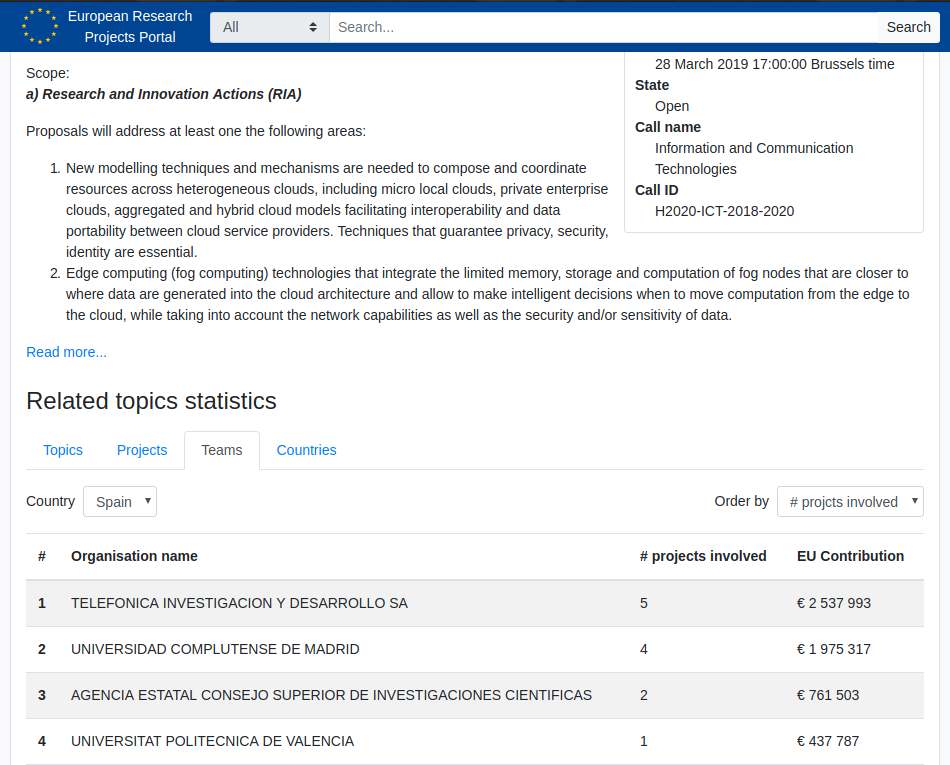 European Research
Projects Portal
All
Search...
Search
Scope:
a) Research and Innovation Actions (RIA)
Proposals will address at least one the following areas:
1. New modelling techniques and mechanisms are needed to compose and coordinate
resources across heterogeneous clouds, including micro local clouds, private enterprise
clouds, aggregated and hybrid cloud models facilitating interoperability and data
portability between cloud service providers. Techniques that guarantee privacy, security,
identity are essential.
2. Edge computing (fog computing) technologies that integrate the limited memory, storage and computation of fog nodes that are closer to
where data are generated into the cloud architecture and allow to make intelligent decisions when to move computation from the edge to
the cloud, while taking into account the network capabilities as well as the security and/or sensitivity of data.
Read more...
28 March 2019 17:00:00 Brussels time
State
Open
Call name
Information and Communication
Technologies
Call ID
H2020-ICT-2018-2020
Related topics statistics
Topics Projects Teams Countries
Country Spain Order by # projcts involved
# Organisation name # projects involved EU Contribution
1 TELEFONICA INVESTIGACION Y DESARROLLO SA 5 € 2 537 993
2 UNIVERSIDAD COMPLUTENSE DE MADRID 4 € 1 975 317
3 AGENCIA ESTATAL CONSEJO SUPERIOR DE INVESTIGACIONES CIENTIFICAS 2 € 761 503
4 UNIVERSITAT POLITECNICA DE VALENCIA 1 € 437 787